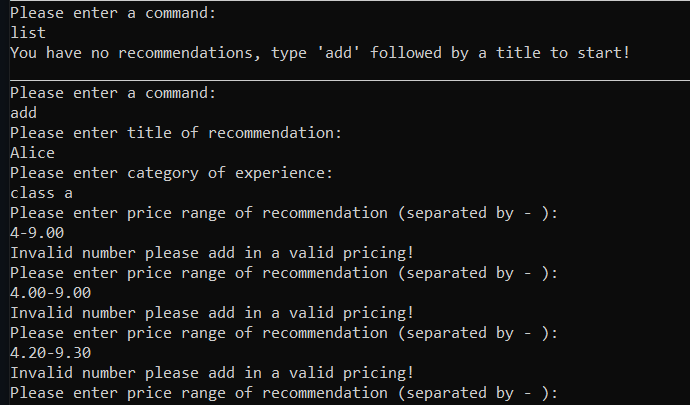 Please enter a command:
list
You have no recommendations, type 'add' followed by a title to start!
Please enter a command:
add
Please enter title of recommendation:
Alice
Please enter category of experience:
class a
Please enter price range of recommendation (separated by - ):
4-9.00
Invalid number please add in a valid pricing!
Please enter price range of recommendation (separated by - ):
4.00-9.00
Invalid number please add in a valid pricing!
Please enter price range of recommendation (separated by - ):
4.20-9.30
Invalid number please add in a valid pricing!
Please enter price range of recommendation (separated by - ):